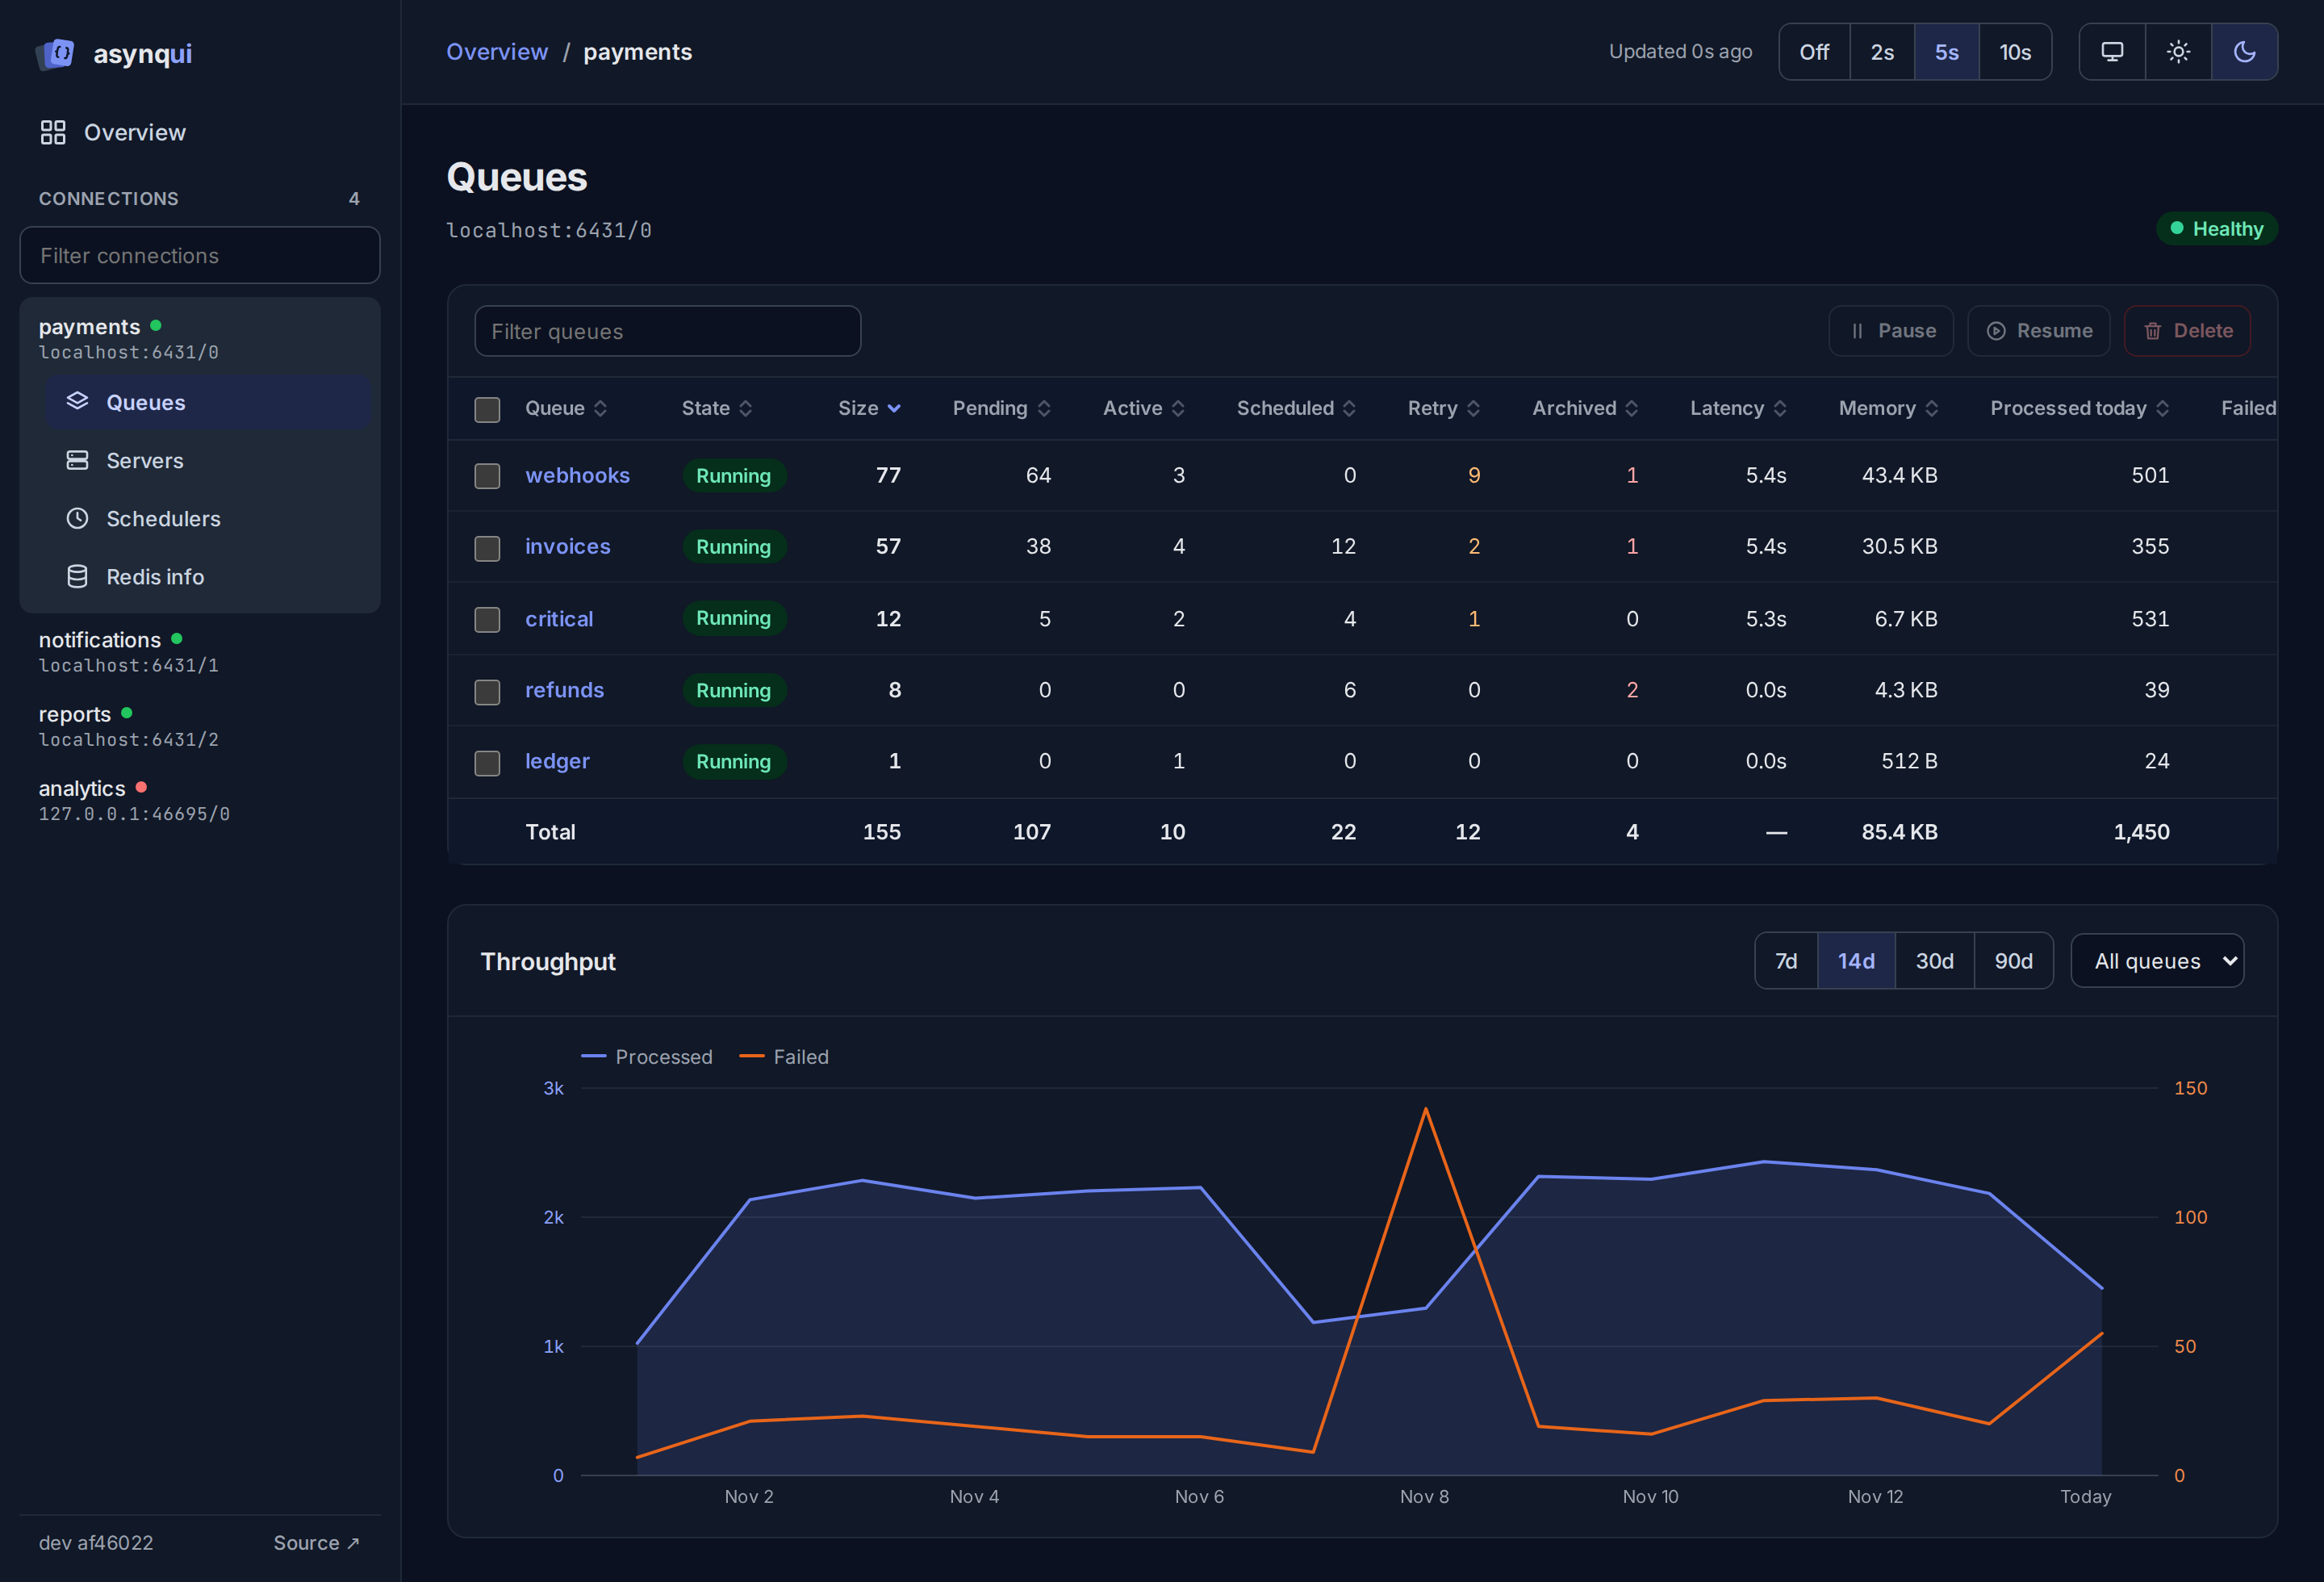 asynqui
Overview
CONNECTIONS 4
Filter connections
payments
localhost:6431/0
Queues
Servers
Schedulers
Redis info
notifications
localhost:6431/1
reports
localhost:6431/2
analytics
127.0.0.1:46695/0
dev af46022 Source ↗
Overview / payments Updated 0s ago Off 2s 5s 10s
Queues
localhost:6431/0 Healthy
Filter queues Pause Resume Delete
Queue State Size Pending Active Scheduled Retry Archived Latency Memory Processed today Failed
webhooks Running 77 64 3 0 9 1 5.4s 43.4 KB 501
invoices Running 57 38 4 12 2 1 5.4s 30.5 KB 355
critical Running 12 5 2 4 1 0 5.3s 6.7 KB 531
refunds Running 8 0 0 6 0 2 0.0s 4.3 KB 39
ledger Running 1 0 1 0 0 0 0.0s 512 B 24
Total 155 107 10 22 12 4 — 85.4 KB 1,450
Throughput 7d 14d 30d 90d All queues
Processed Failed
3k 150
2k 100
1k 50
0 0
Nov 2 Nov 4 Nov 6 Nov 8 Nov 10 Nov 12 Today